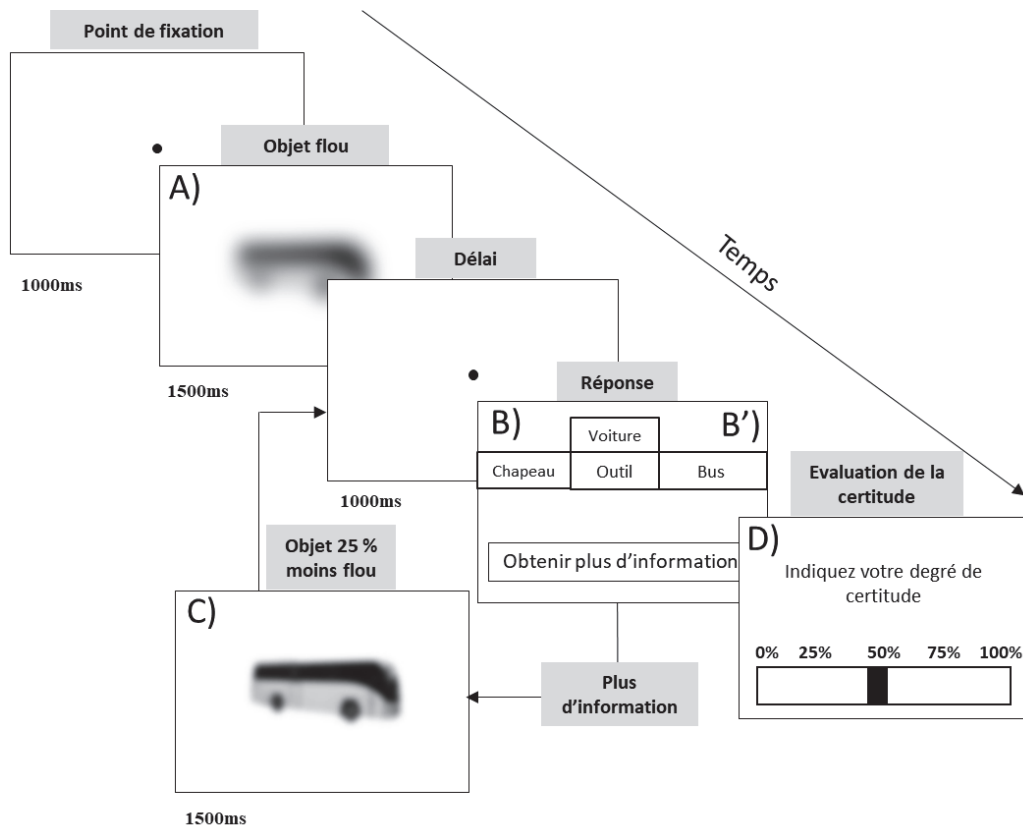 Point de fixation
1000ms
Objet flou
A)
1500ms
Temps
Délai
1000ms
Réponse
B)
B’)
Voiture
Chapeau
Outil
Bus
Obtenir plus d’information
Plus
d’information
Objet 25 %
moins flou
C)
1500ms
Evaluation de la
certitude
D)
Indiquez votre degré de
certitude
0% 25% 50% 75% 100%